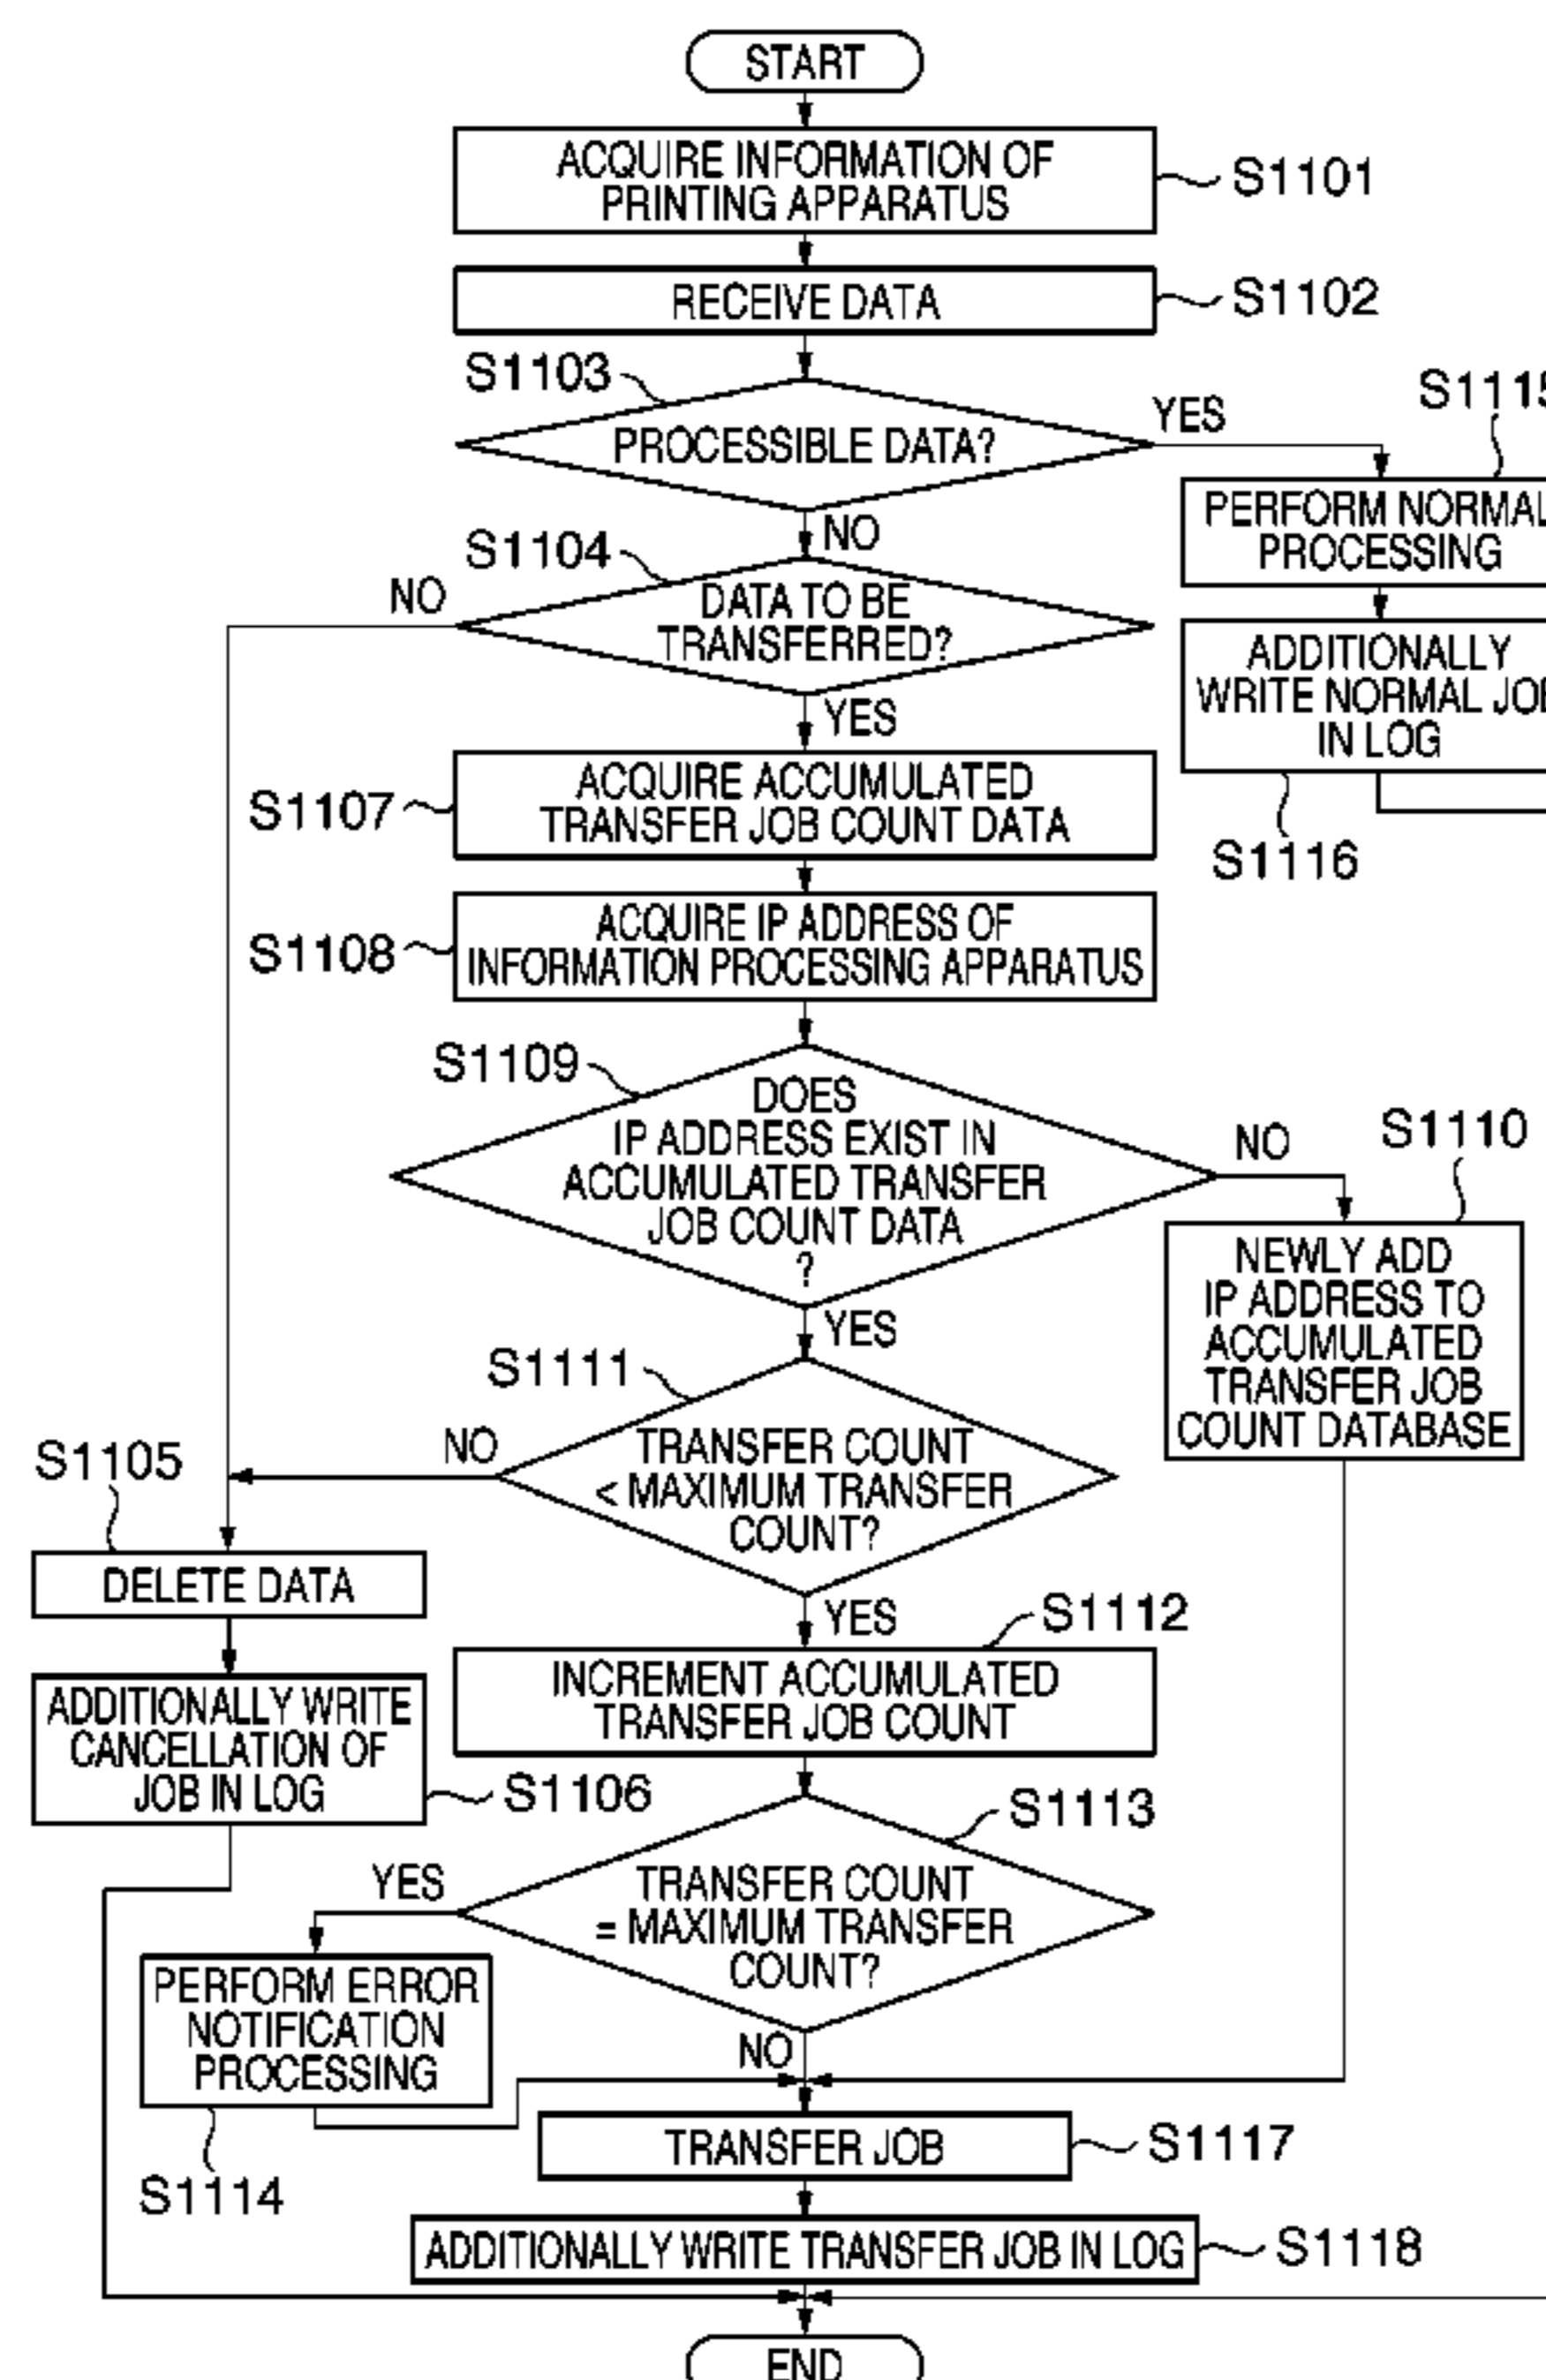 START
ACQUIRE INFORMATION OF
PRINTING APPARATUS
S1101
RECEIVE DATA
S1102
S1103
PROCESSIBLE DATA?
YES
S1115
PERFORM NORMAL
PROCESSING
NO
S1104
NO
DATA TO BE
TRANSFERRED?
ADDITIONALLY
WRITE NORMAL JOB
IN LOG
YES
S1116
S1107
ACQUIRE ACCUMULATED
TRANSFER JOB COUNT DATA
S1108
ACQUIRE IP ADDRESS OF
INFORMATION PROCESSING APPARATUS
S1109
DOES
IP ADDRESS EXIST IN
ACCUMULATED TRANSFER
JOB COUNT DATA
?
NO
S1110
NEWLY ADD
IP ADDRESS TO
ACCUMULATED
TRANSFER JOB
COUNT DATABASE
YES
S1111
NO
TRANSFER COUNT
< MAXIMUM TRANSFER
COUNT?
S1105
DELETE DATA
YES
S1112
INCREMENT ACCUMULATED
TRANSFER JOB COUNT
ADDITIONALLY WRITE
CANCELLATION OF
JOB IN LOG
S1106
S1113
YES
TRANSFER COUNT
= MAXIMUM TRANSFER
COUNT?
PERFORM ERROR
NOTIFICATION
PROCESSING
NO
S1114
TRANSFER JOB
S1117
ADDITIONALLY WRITE TRANSFER JOB IN LOG
S1118
END